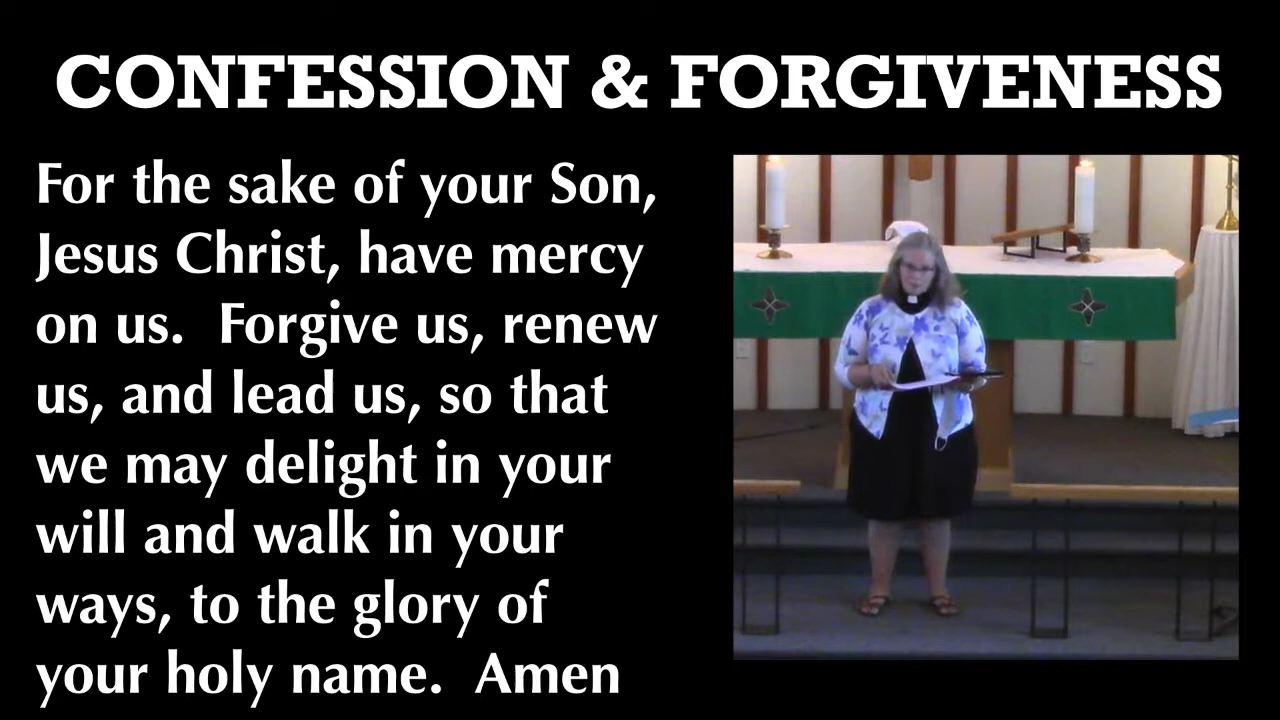 CONFESSION & FORGIVENESS
For the sake of your Son,
Jesus Christ, have mercy
on us.  Forgive us, renew
us, and lead us, so that
we may delight in your
will and walk in your
ways, to the glory of
your holy name.  Amen